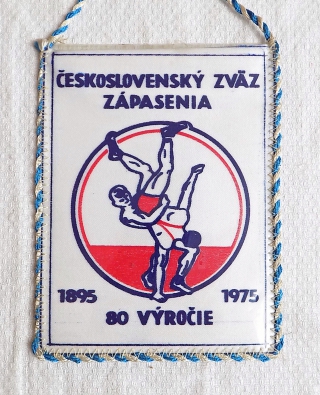 ČESKOSLOVENSKÝ ZVÄZ
ZÁPASENIA
1895 1975
80 VÝROČIE